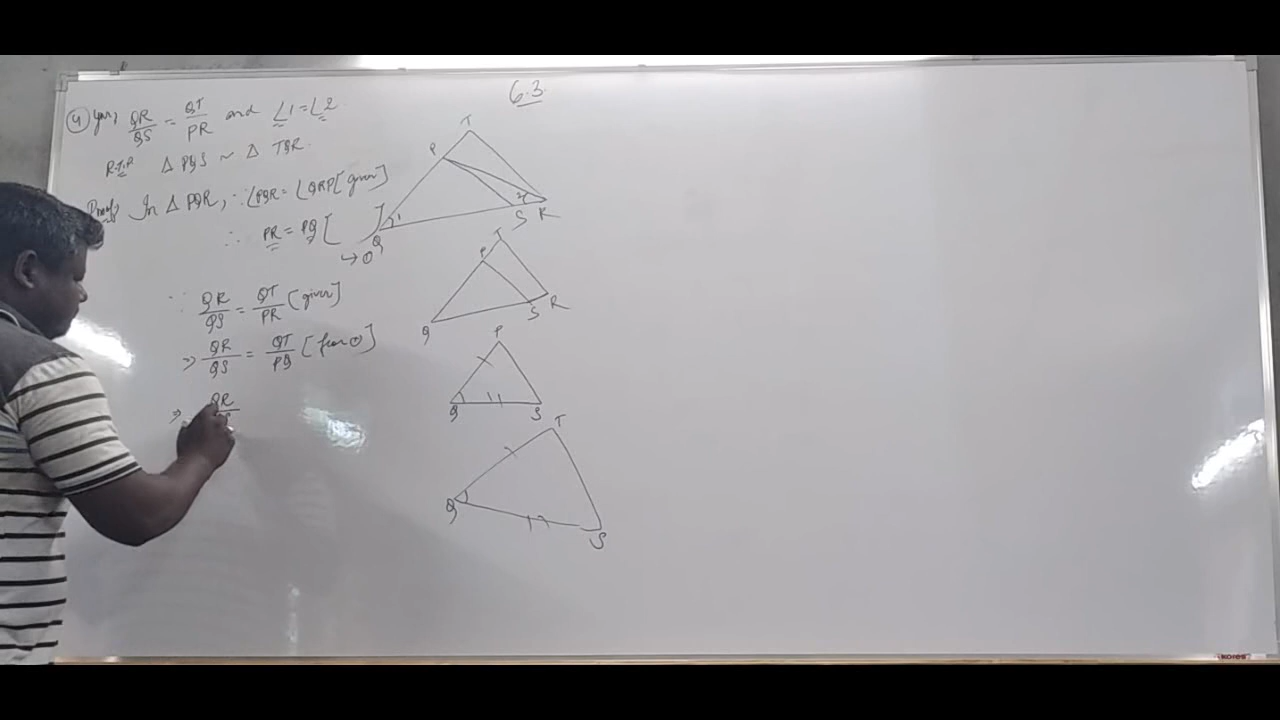 6.3
④ Given, QR/QS = QT/PR and ∠1 = ∠2
R.T.P Δ PQS ~ Δ TQR.
Proof: In Δ PQR, ∵ ∠PQR = ∠QRP [given]
∴ PR = PQ [ ]
→ ①
∵ QR/QS = QT/PR [given]
⇒ QR/QS = QT/PQ [from ①]
⇒ QR
T
P
1
2
Q
S
R
T
P
Q
S
R
P
Q
S
T
Q
S
kores